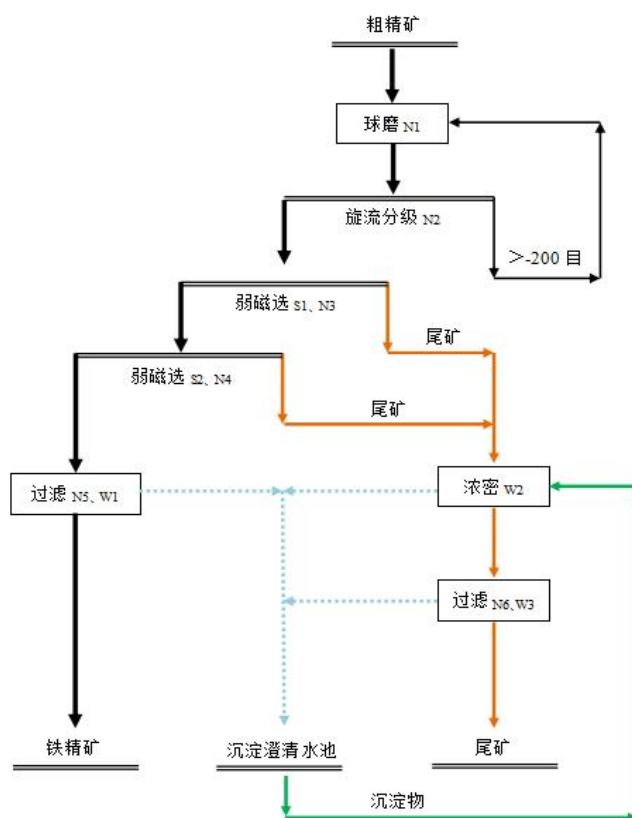 粗精矿
球磨 N1
旋流分级 N2
＞-200 目
弱磁选 S1、N3
尾矿
弱磁选 S2、N4
尾矿
过滤 N5、W1
浓密 W2
过滤 N6、W3
铁精矿
沉淀澄清水池
尾矿
沉淀物